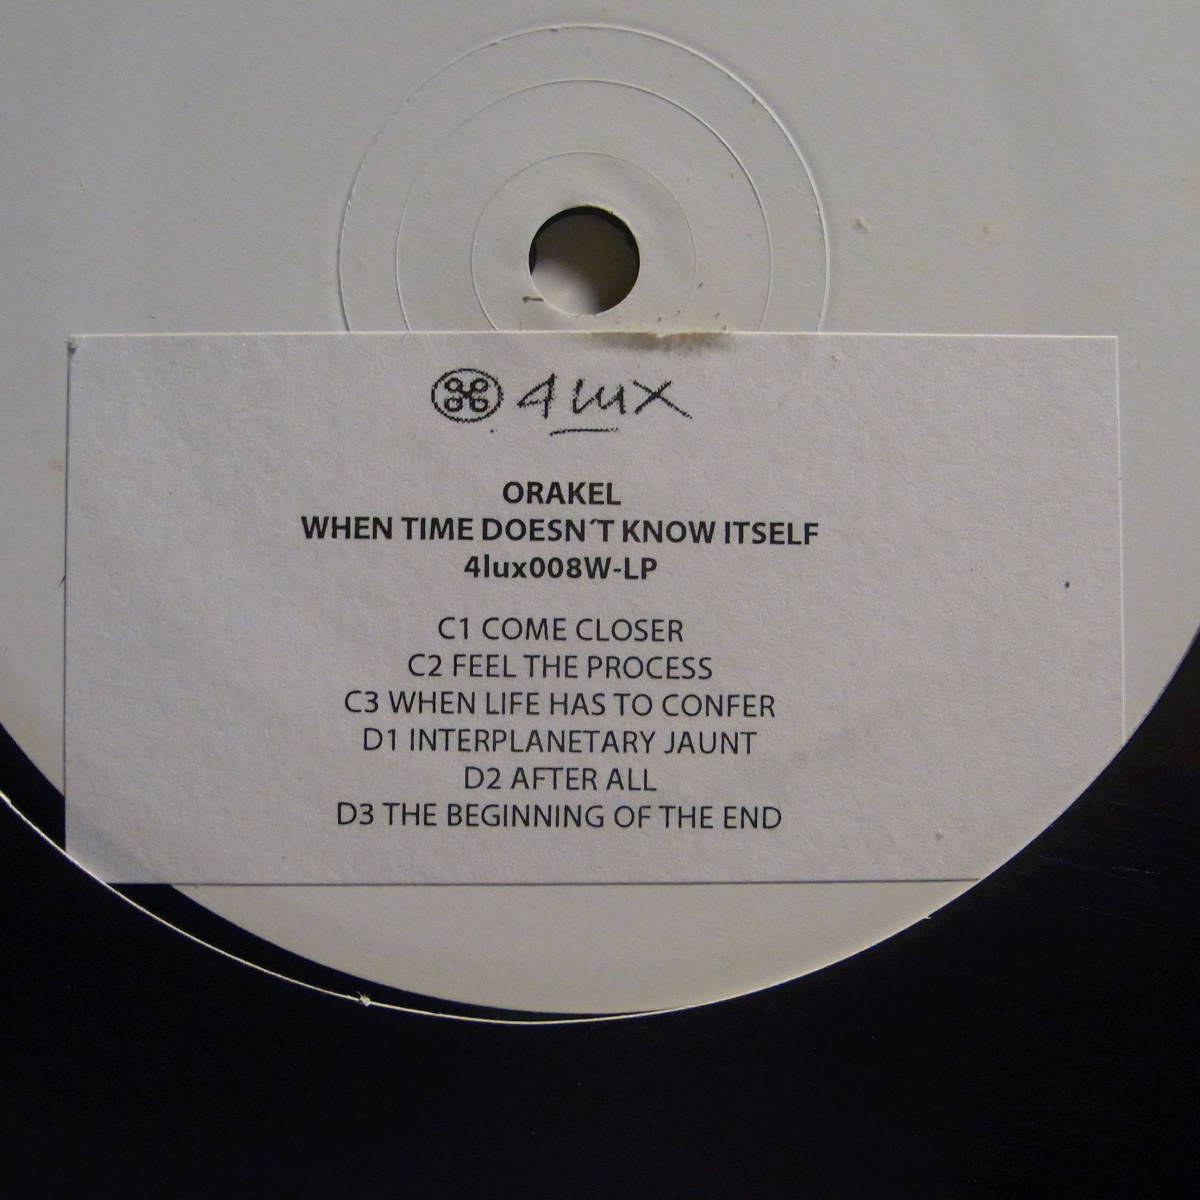 4lux
ORAKEL
WHEN TIME DOESN´T KNOW ITSELF
4lux008W-LP
C1 COME CLOSER
C2 FEEL THE PROCESS
C3 WHEN LIFE HAS TO CONFER
D1 INTERPLANETARY JAUNT
D2 AFTER ALL
D3 THE BEGINNING OF THE END